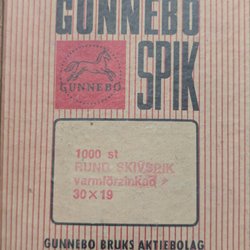 GUNNEBO
GUNNEBO
SPIK
1000 st
RUND SKIVSPIK
varmförzinkad
30×19
GUNNEBO BRUKS AKTIEBOLAG